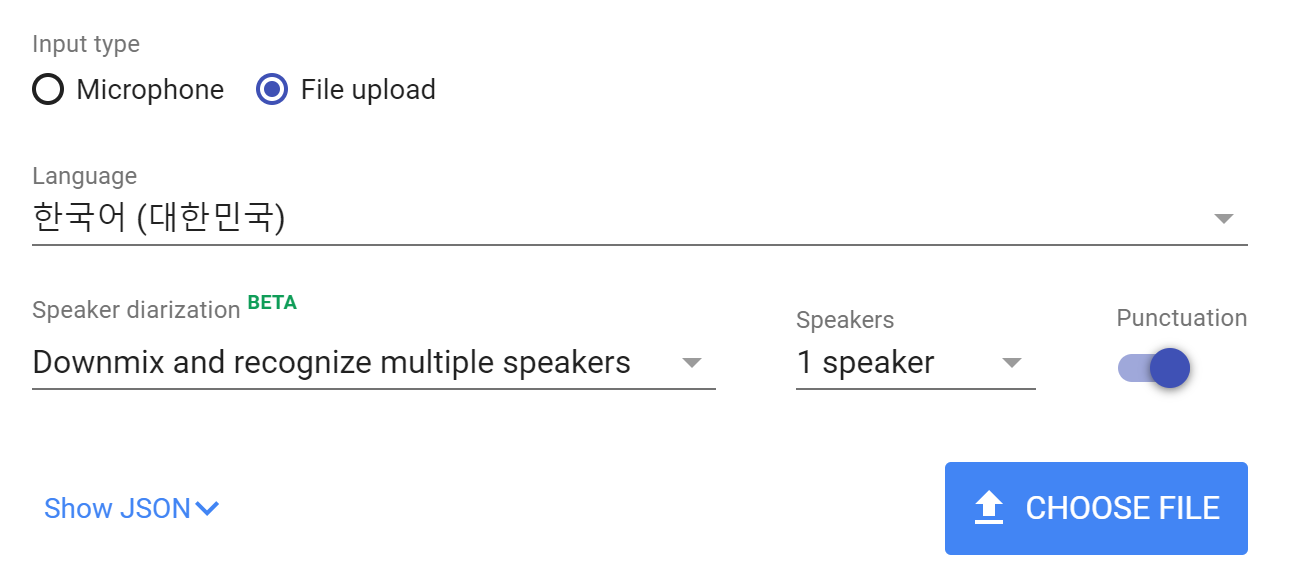 Input type
Microphone File upload
Language
한국어 (대한민국)
Speaker diarization BETA
Downmix and recognize multiple speakers
Speakers
1 speaker
Punctuation
Show JSON
CHOOSE FILE